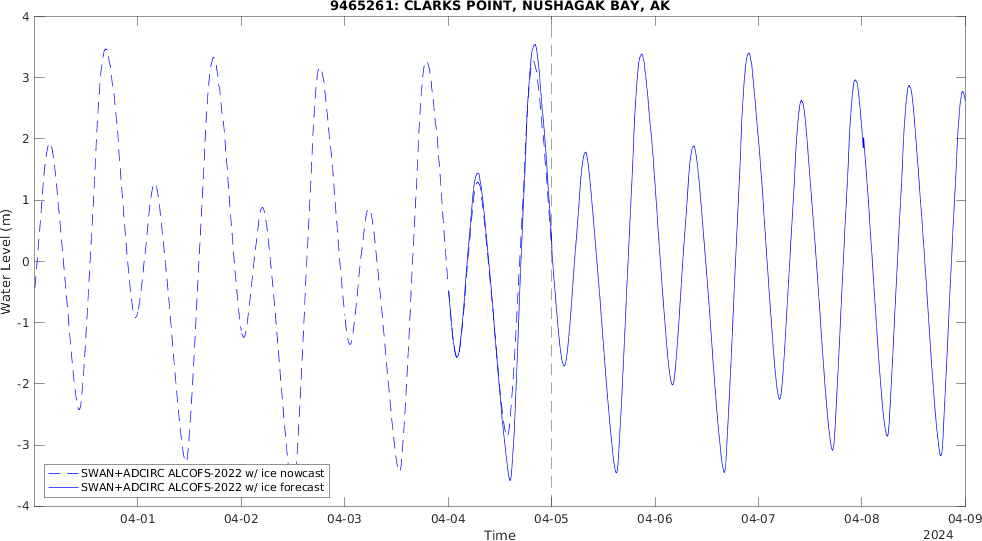 9465261: CLARKS POINT, NUSHAGAK BAY, AK
4
3
2
1
0
-1
-2
-3
-4
Water Level (m)
SWAN+ADCIRC ALCOFS-2022 w/ ice nowcast
SWAN+ADCIRC ALCOFS-2022 w/ ice forecast
04-01 04-02 04-03 04-04 04-05 04-06 04-07 04-08 04-09
Time
2024